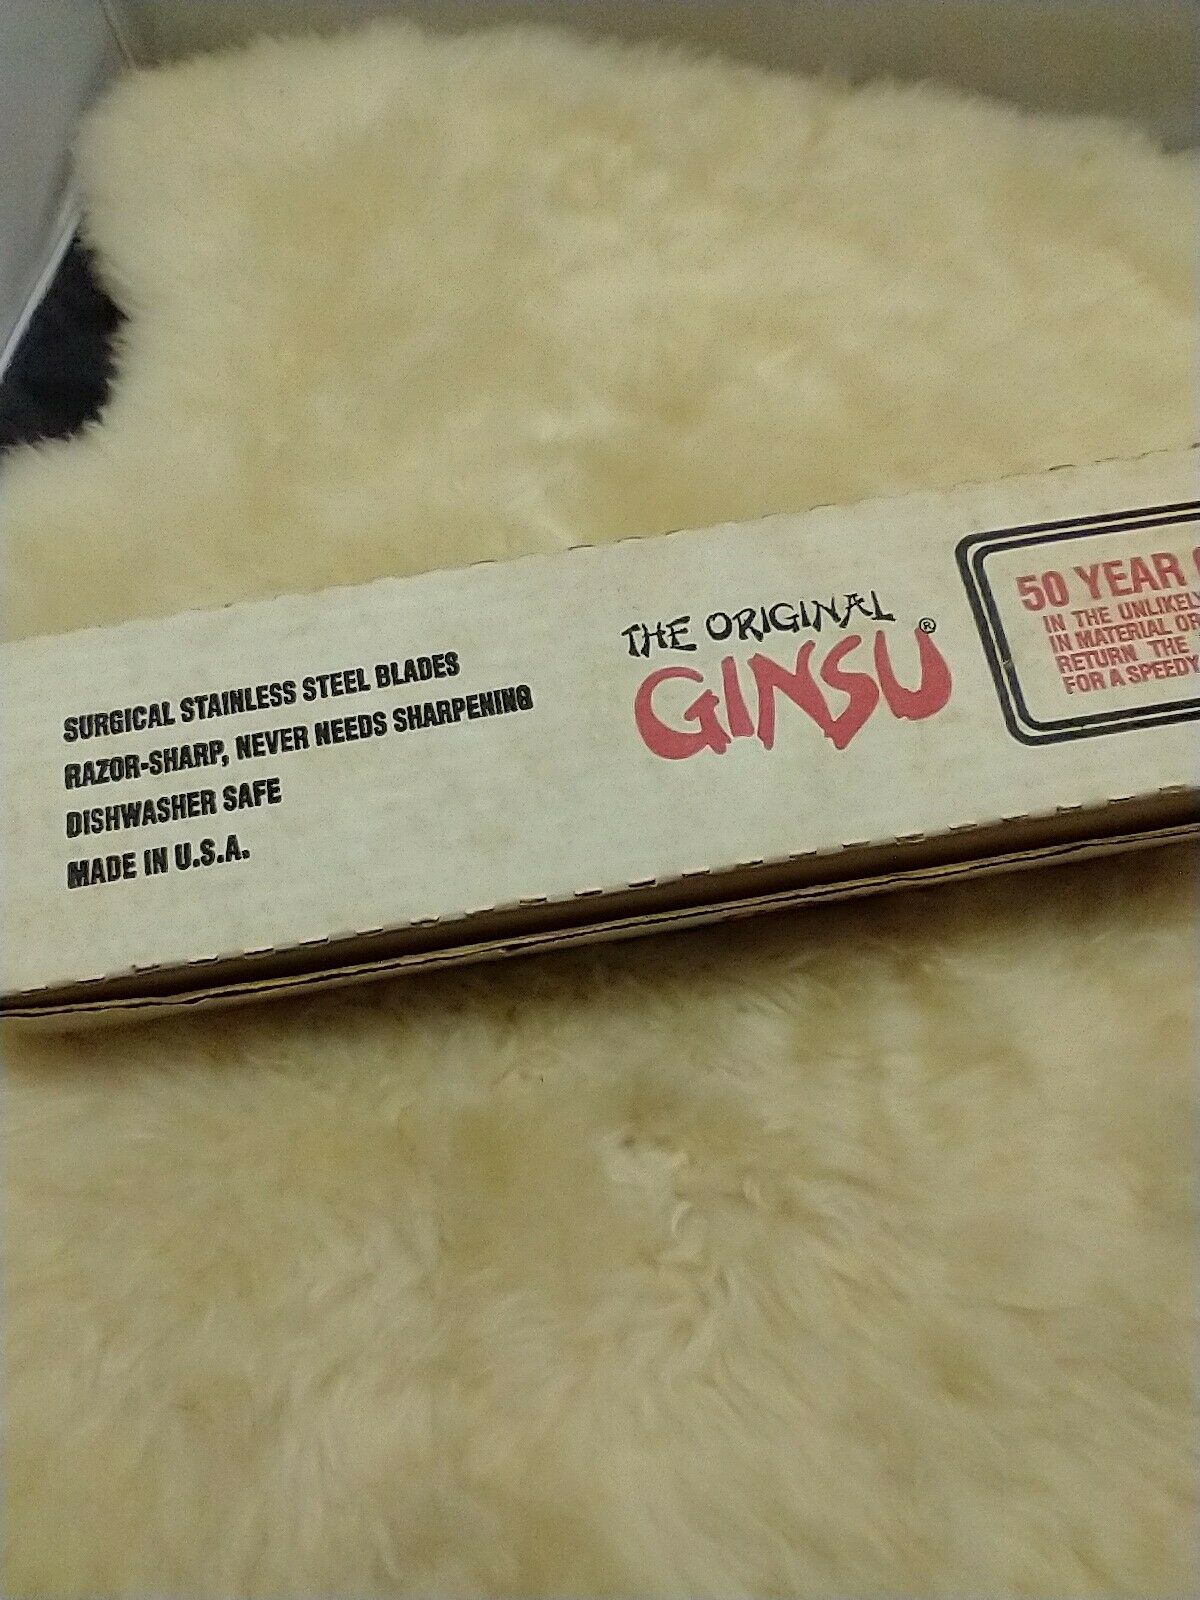 SURGICAL STAINLESS STEEL BLADES
RAZOR-SHARP, NEVER NEEDS SHARPENING
DISHWASHER SAFE
MADE IN U.S.A.
THE ORIGINAL
GINSU®
50 YEAR
IN THE UNLIKELY
IN MATERIAL OR
RETURN THE
FOR A SPEEDY